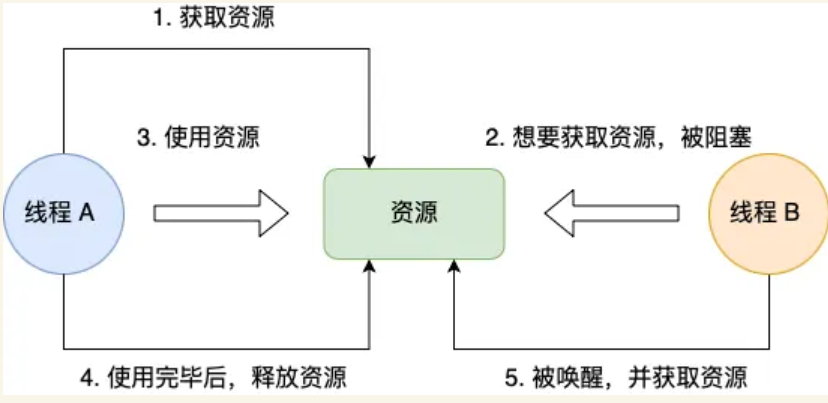 1. 获取资源
3. 使用资源
2. 想要获取资源，被阻塞
线程 A
资源
线程 B
4. 使用完毕后，释放资源
5. 被唤醒，并获取资源